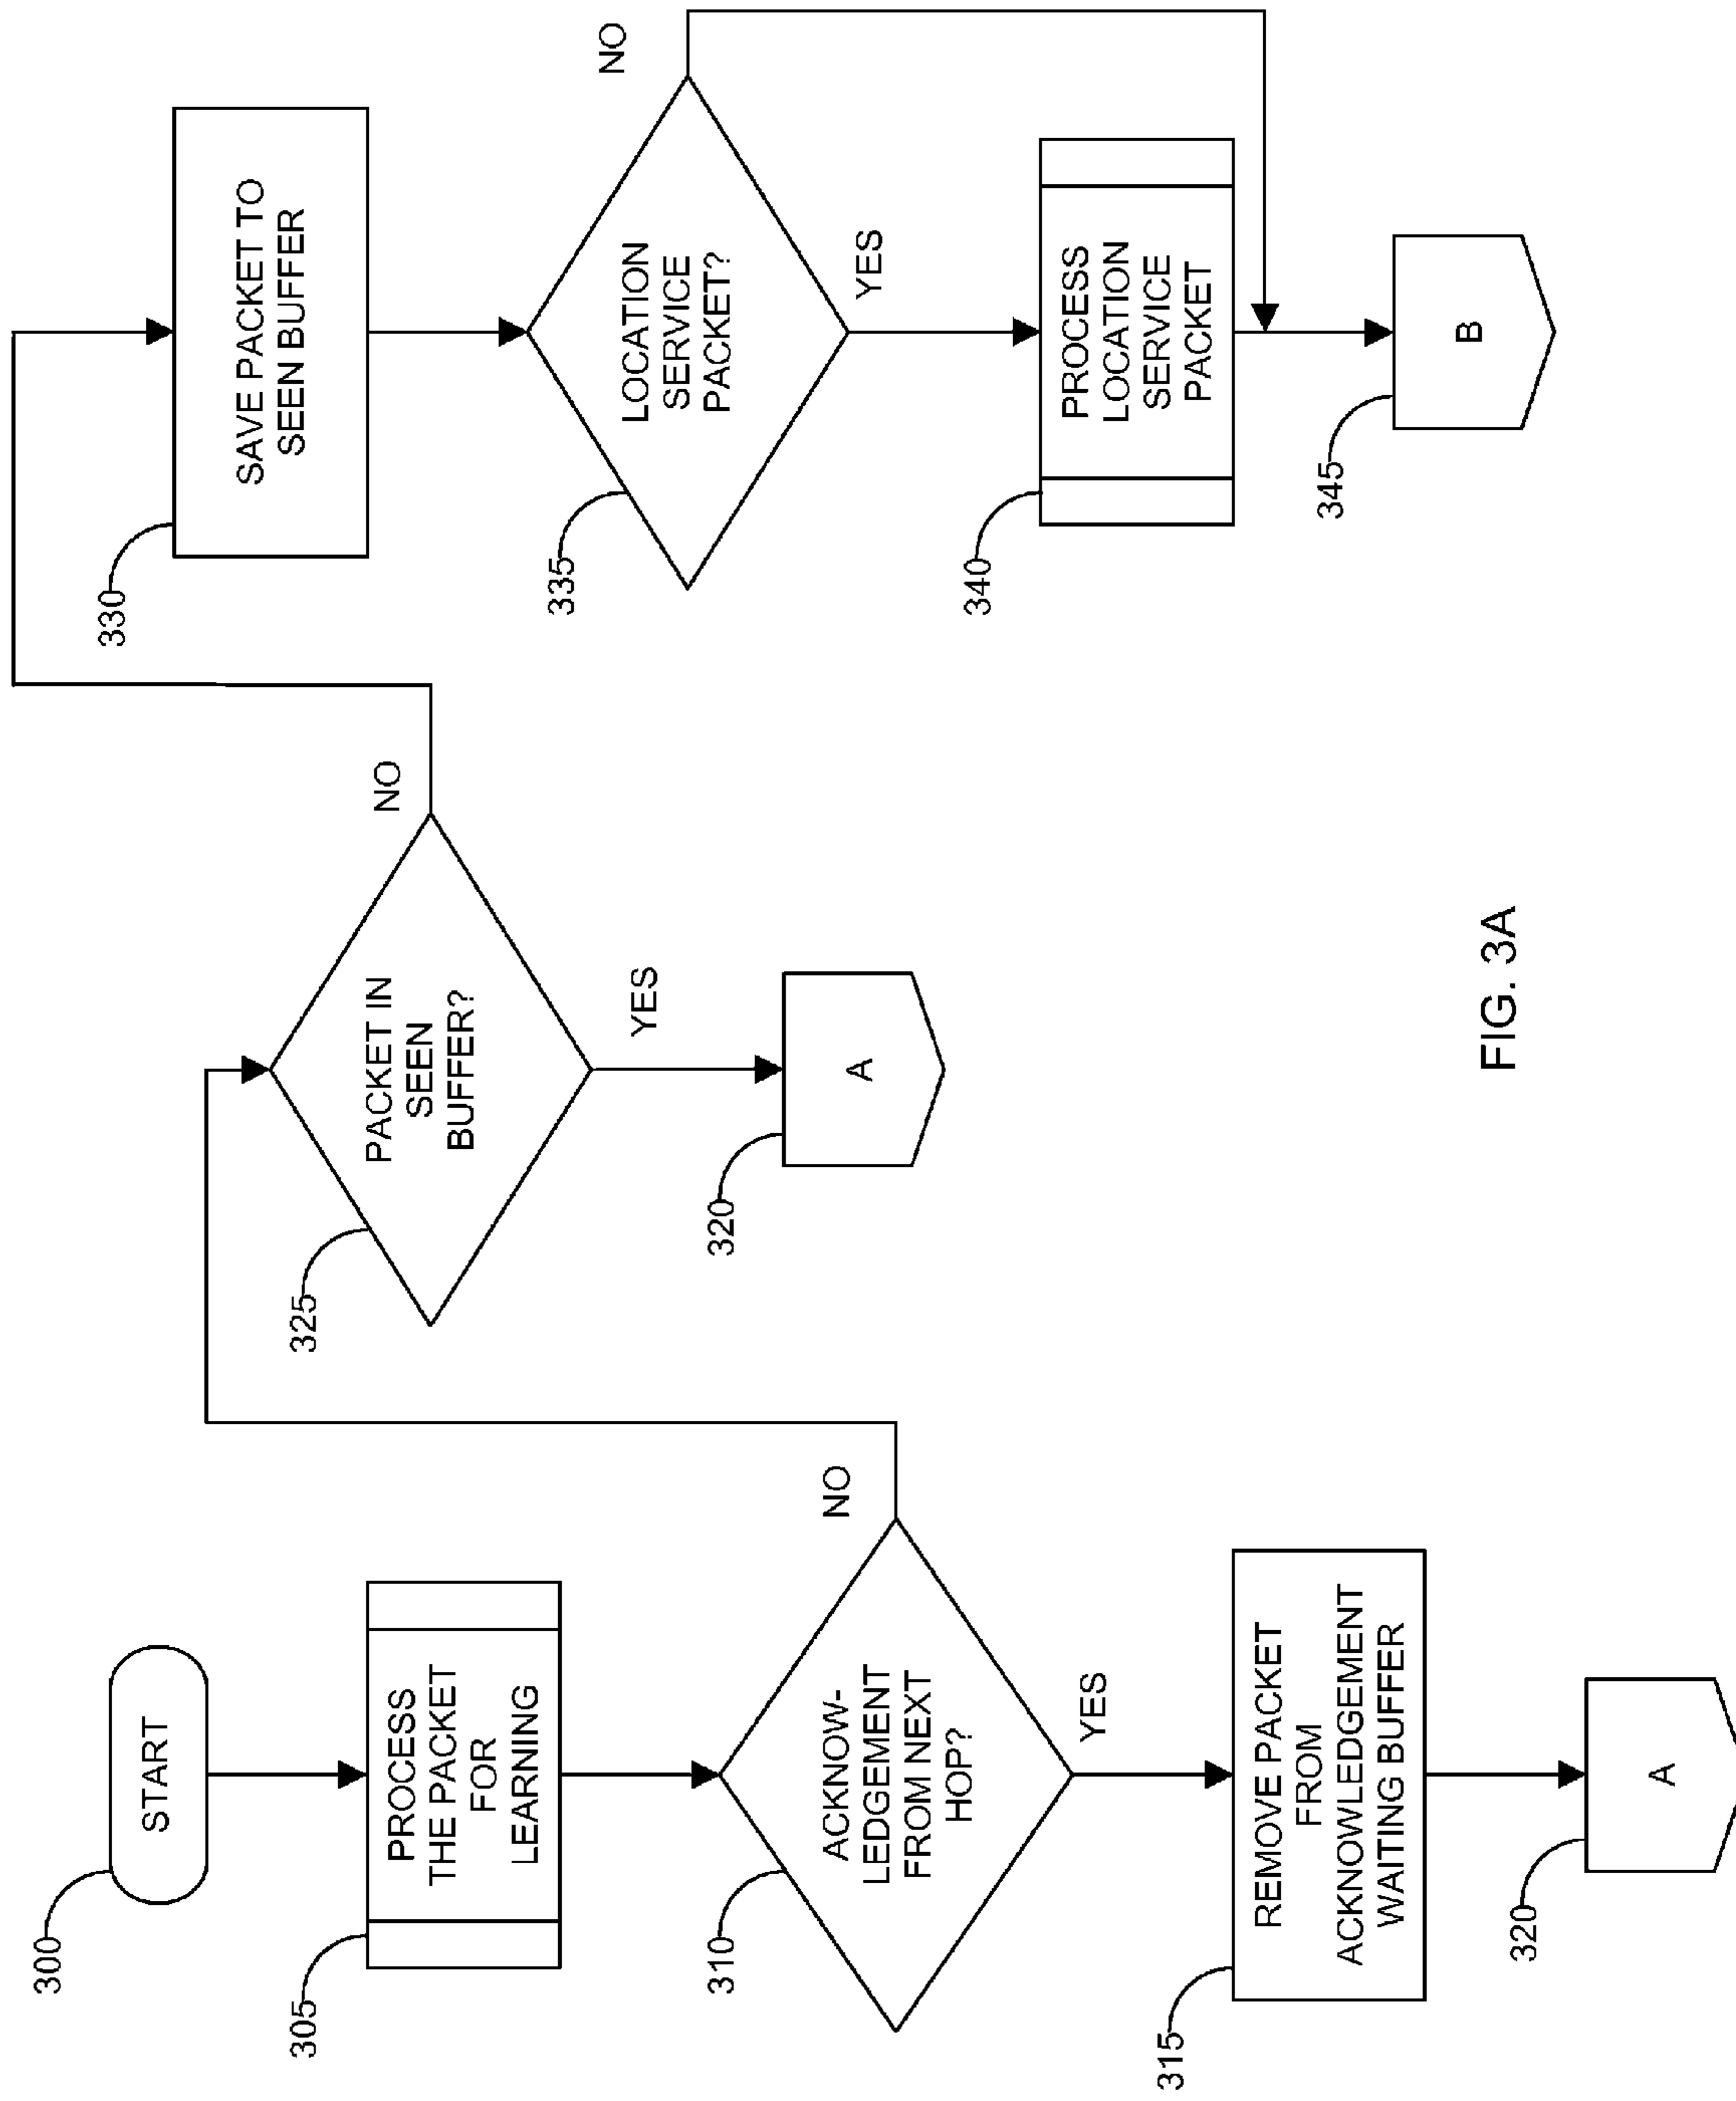 300
START
305
PROCESS
THE PACKET
FOR
LEARNING
310
ACKNOW-
LEDGEMENT
FROM NEXT
HOP?
NO
YES
315
REMOVE PACKET
FROM
ACKNOWLEDGEMENT
WAITING BUFFER
320
A
325
PACKET IN
SEEN
BUFFER?
NO
YES
320
A
330
SAVE PACKET TO
SEEN BUFFER
335
LOCATION
SERVICE
PACKET?
NO
YES
340
PROCESS
LOCATION
SERVICE
PACKET
345
B
FIG. 3A